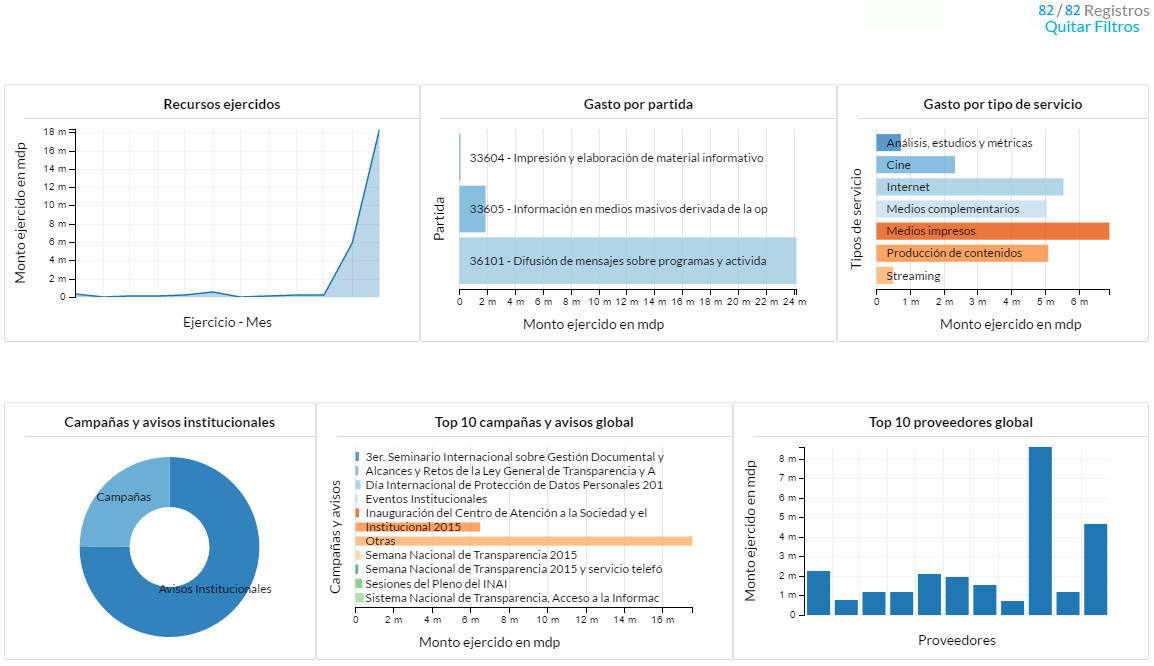 82 / 82 Registros
Quitar Filtros
Recursos ejercidos
Monto ejercido en mdp
18 m
16 m
14 m
12 m
10 m
8 m
6 m
4 m
2 m
0
Ejercicio - Mes
Gasto por partida
Partida
33604 - Impresión y elaboración de material informativo
33605 - Información en medios masivos derivada de la op
36101 - Difusión de mensajes sobre programas y activida
0 2 m 4 m 6 m 8 m 10 m 12 m 14 m 16 m 18 m 20 m 22 m 24 m
Monto ejercido en mdp
Gasto por tipo de servicio
Tipos de servicio
Análisis, estudios y métricas
Cine
Internet
Medios complementarios
Medios impresos
Producción de contenidos
Streaming
0 1 m 2 m 3 m 4 m 5 m 6 m
Monto ejercido en mdp
Campañas y avisos institucionales
Campañas
Avisos Institucionales
Top 10 campañas y avisos global
Campañas y avisos
3er. Seminario Internacional sobre Gestión Documental y
Alcances y Retos de la Ley General de Transparencia y A
Día Internacional de Protección de Datos Personales 201
Eventos Institucionales
Inauguración del Centro de Atención a la Sociedad y el
Institucional 2015
Otras
Semana Nacional de Transparencia 2015
Semana Nacional de Transparencia 2015 y servicio telefó
Sesiones del Pleno del INAI
Sistema Nacional de Transparencia, Acceso a la Informac
0 2 m 4 m 6 m 8 m 10 m 12 m 14 m 16 m
Monto ejercido en mdp
Top 10 proveedores global
Monto ejercido en mdp
8 m
7 m
6 m
5 m
4 m
3 m
2 m
1 m
0
Proveedores